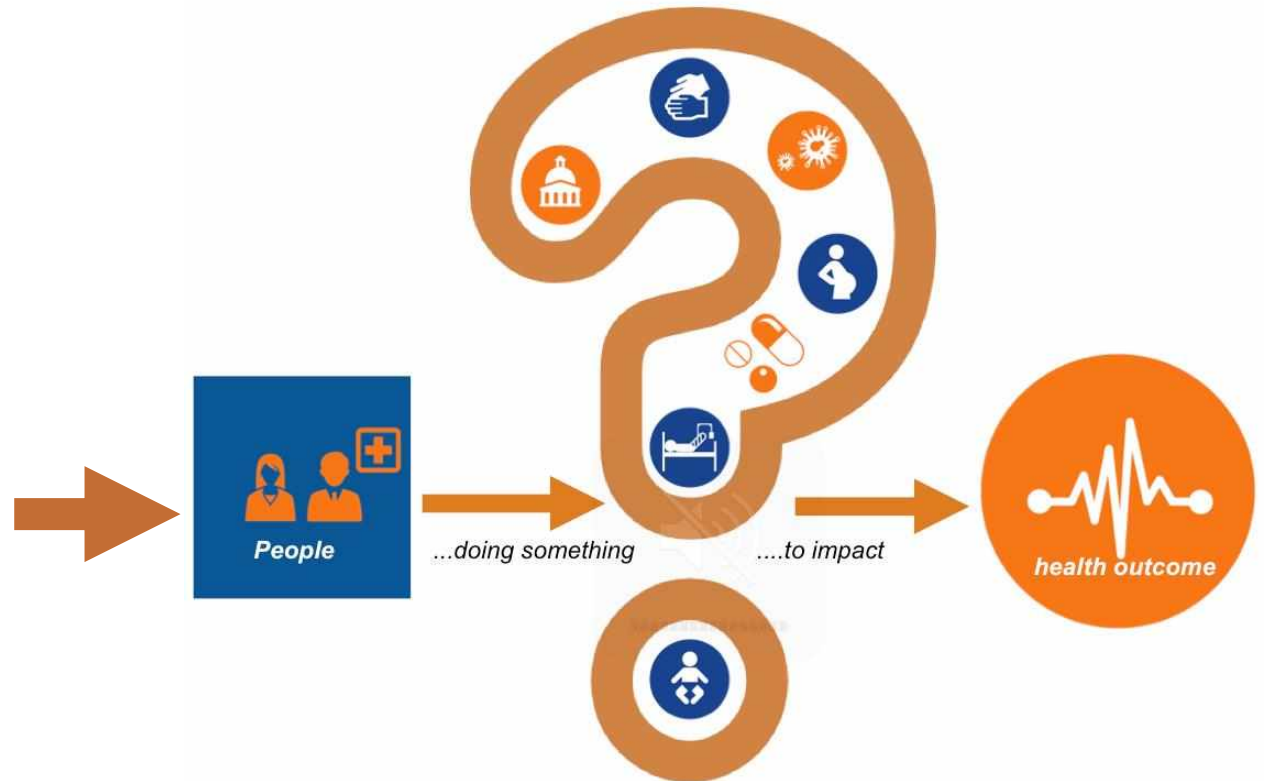 People
...doing something
....to impact
health outcome